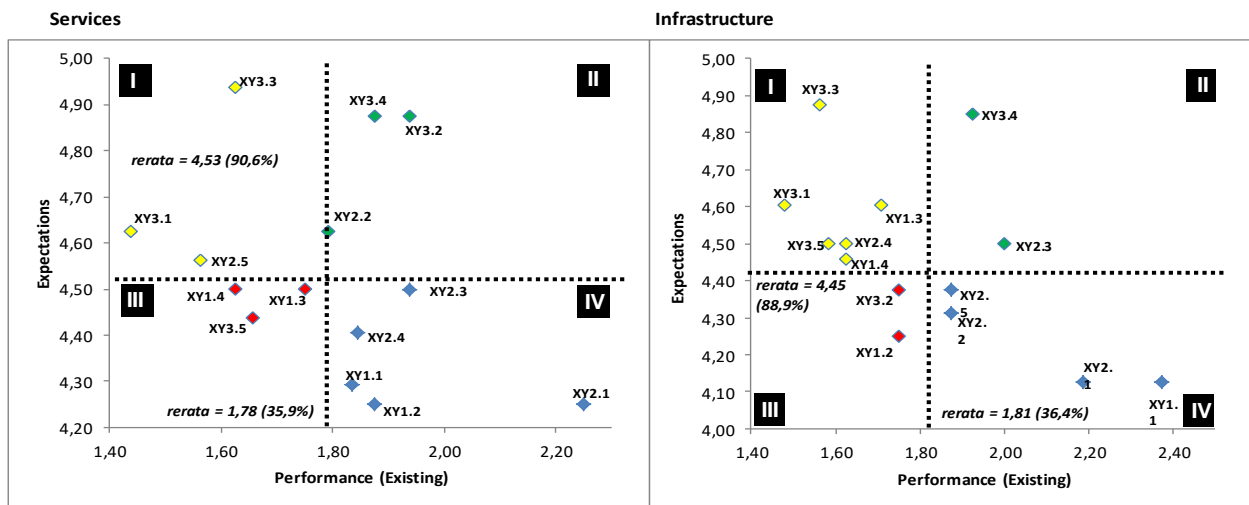 Services
I
II
III
IV
5,00
4,90
4,80
4,70
4,60
4,50
4,40
4,30
4,20
Expectations
XY3.3
XY3.4
XY3.2
rerata = 4,53 (90,6%)
XY3.1
XY2.2
XY2.5
XY1.4
XY1.3
XY2.3
XY3.5
XY2.4
XY1.1
XY2.1
rerata = 1,78 (35,9%)
XY1.2
1,40
1,60
1,80
2,00
2,20
Performance (Existing)
Infrastructure
I
II
III
IV
5,00
4,90
4,80
4,70
4,60
4,50
4,40
4,30
4,20
4,10
4,00
Expectations
XY3.3
XY3.4
XY3.1
XY1.3
XY3.5
XY2.4
XY2.3
XY1.4
rerata = 4,45
(88,9%)
XY3.2
XY2.
5
XY2.
2
XY1.2
XY2.
1
XY1.
1
rerata = 1,81 (36,4%)
1,40
1,60
1,80
2,00
2,20
2,40
Performance (Existing)